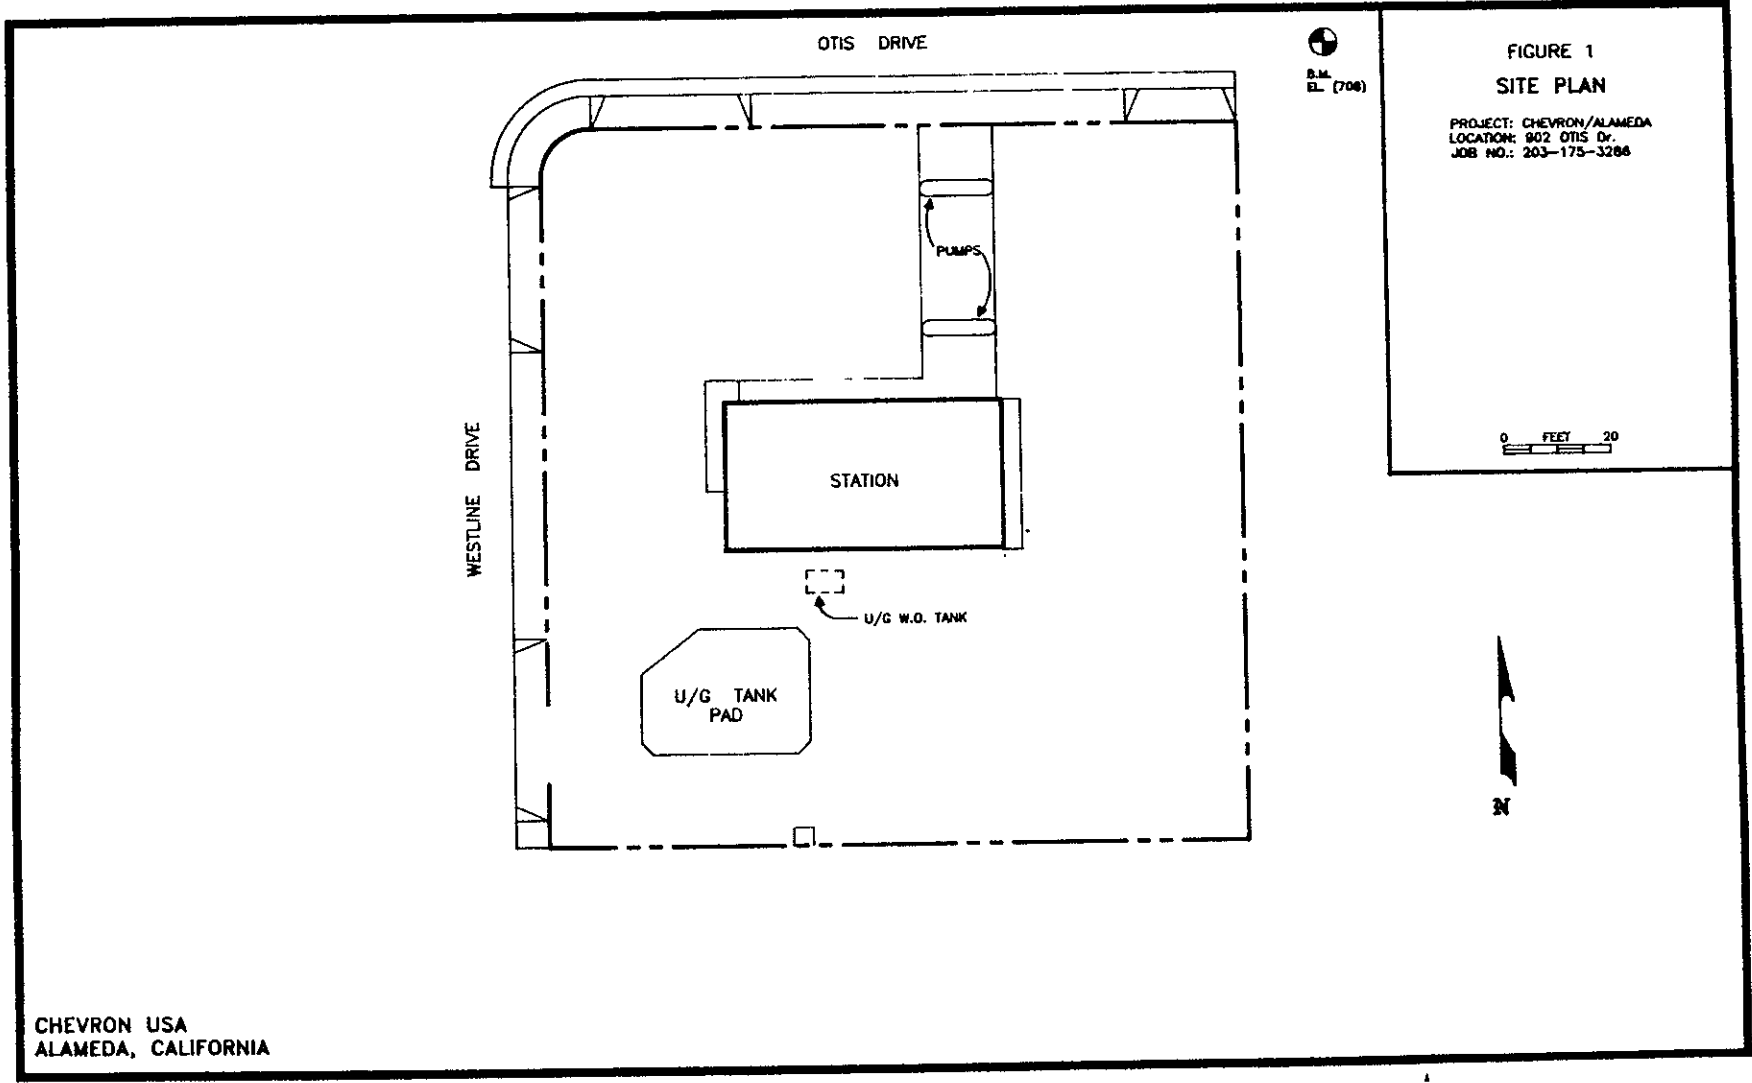 OTIS DRIVE
B.M.
EL. (708)
FIGURE 1
SITE PLAN
PROJECT: CHEVRON/ALAMEDA
LOCATION: 902 OTIS Dr.
JOB NO.: 203-175-3286
0 FEET 20
PUMPS
WESTLINE DRIVE
STATION
U/G W.O. TANK
U/G TANK
PAD
N
CHEVRON USA
ALAMEDA, CALIFORNIA